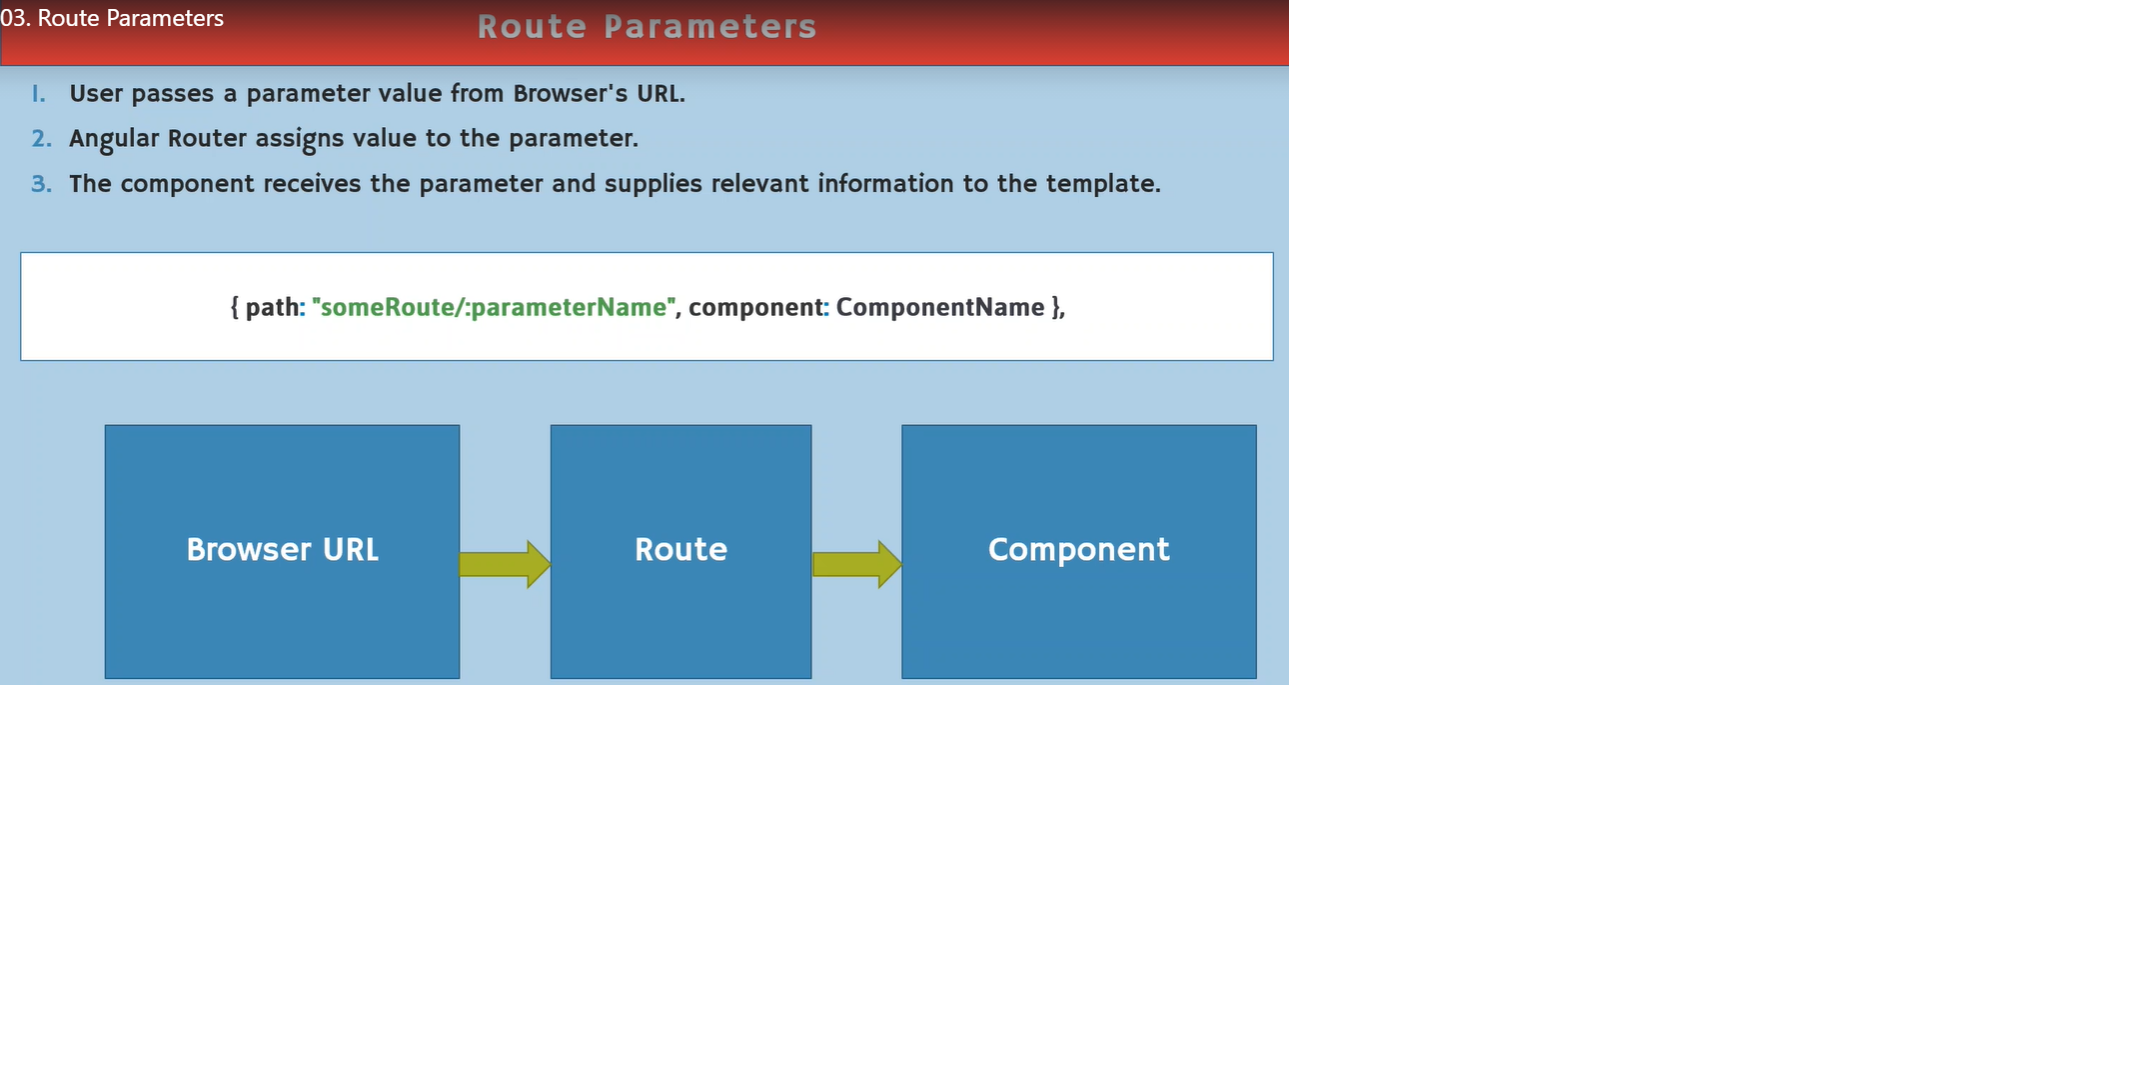 03. Route Parameters
Route Parameters
1. User passes a parameter value from Browser's URL.
2. Angular Router assigns value to the parameter.
3. The component receives the parameter and supplies relevant information to the template.
{ path: "someRoute/:parameterName", component: ComponentName },
Browser URL
Route
Component